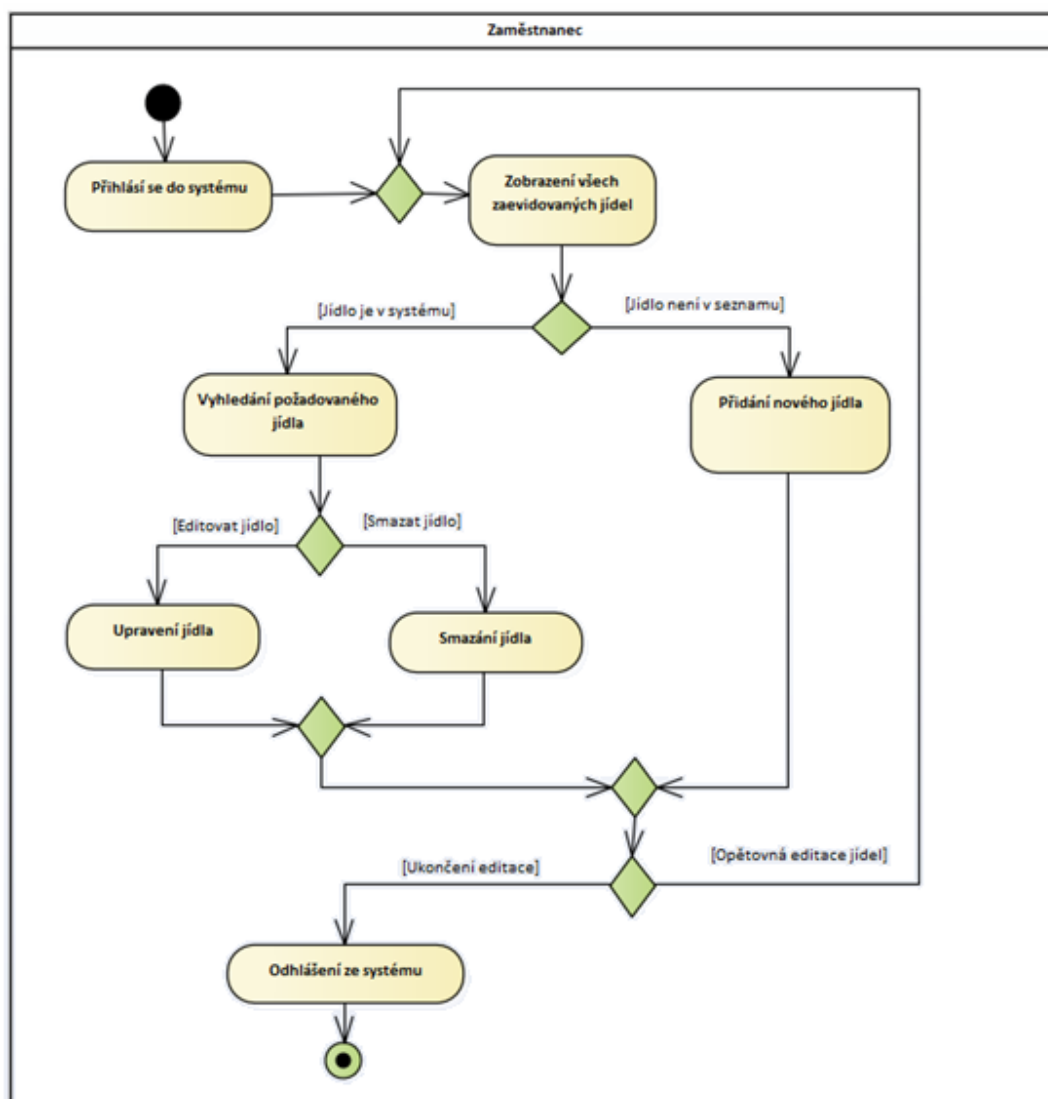 Zaměstnanec
Přihlásí se do systému
Zobrazení všech
zaevidovaných jídel
[Jídlo je v systému]
[Jídlo není v seznamu]
Vyhledání požadovaného
jídla
Přidání nového jídla
[Editovat jídlo]
[Smazat jídlo]
Upravení jídla
Smazání jídla
[Ukončení editace]
[Opětovná editace jídel]
Odhlášení ze systému